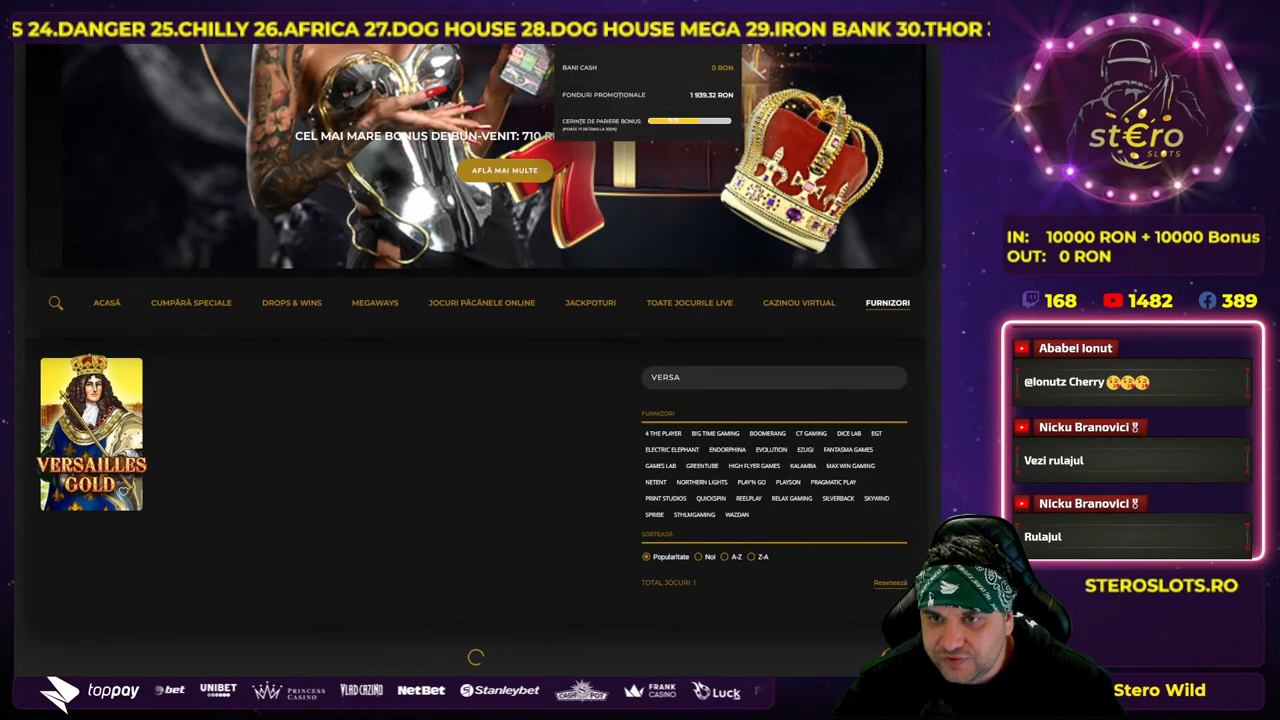 S 24.DANGER 25.CHILLY 26.AFRICA 27.DOG HOUSE 28.DOG HOUSE MEGA 29.IRON BANK 30.THOR
BANI CASH 0 RON
FONDURI PROMOȚIONALE 1 939.32 RON
CERINȚE DE PARIERE BONUS:
(POATE FI RETRAS LA 100%)
CEL MAI MARE BONUS DE BUN-VENIT: 710 R
AFLĂ MAI MULTE
ACASĂ CUMPĂRĂ SPECIALE DROPS & WINS MEGAWAYS JOCURI PĂCĂNELE ONLINE JACKPOTURI TOATE JOCURILE LIVE CAZINOU VIRTUAL FURNIZORI
VERSAILLES
GOLD
VERSA
FURNIZORI
4 THE PLAYER BIG TIME GAMING BOOMERANG CT GAMING DICE LAB EGT
ELECTRIC ELEPHANT ENDORPHINA EVOLUTION EZUGI FANTASMA GAMES
GAMES LAB GREENTUBE HIGH FLYER GAMES KALAMBA MAX WIN GAMING
NETENT NORTHERN LIGHTS PLAY'N GO PLAYSON PRAGMATIC PLAY
PRINT STUDIOS QUICKSPIN REELPLAY RELAX GAMING SILVERBACK SKYWIND
SPRIBE STHLMGAMING WAZDAN
SORTEAZĂ
Popularitate Noi A-Z Z-A
TOTAL JOCURI: 1 Resetează
st€ro
SLOTS
IN: 10000 RON + 10000 Bonus
OUT: 0 RON
168 1482 389
Ababei Ionut
@Ionutz Cherry 😘😘😘
Nicku Branovici
Vezi rulajul
Nicku Branovici
Rulajul
STEROSLOTS.RO
Stero Wild
toppay bet UNIBET PRINCESS CASINO VLAD CAZINO NetBet Stanleybet CASH POT FRANK CASINO Luck F